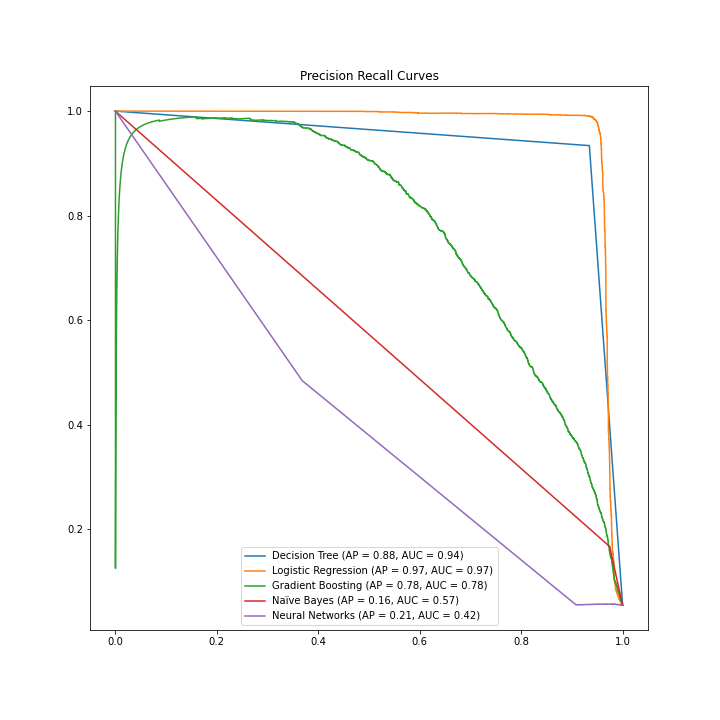 Precision Recall Curves
1.0
0.8
0.6
0.4
0.2
Decision Tree (AP = 0.88, AUC = 0.94)
Logistic Regression (AP = 0.97, AUC = 0.97)
Gradient Boosting (AP = 0.78, AUC = 0.78)
Naïve Bayes (AP = 0.16, AUC = 0.57)
Neural Networks (AP = 0.21, AUC = 0.42)
0.0 0.2 0.4 0.6 0.8 1.0